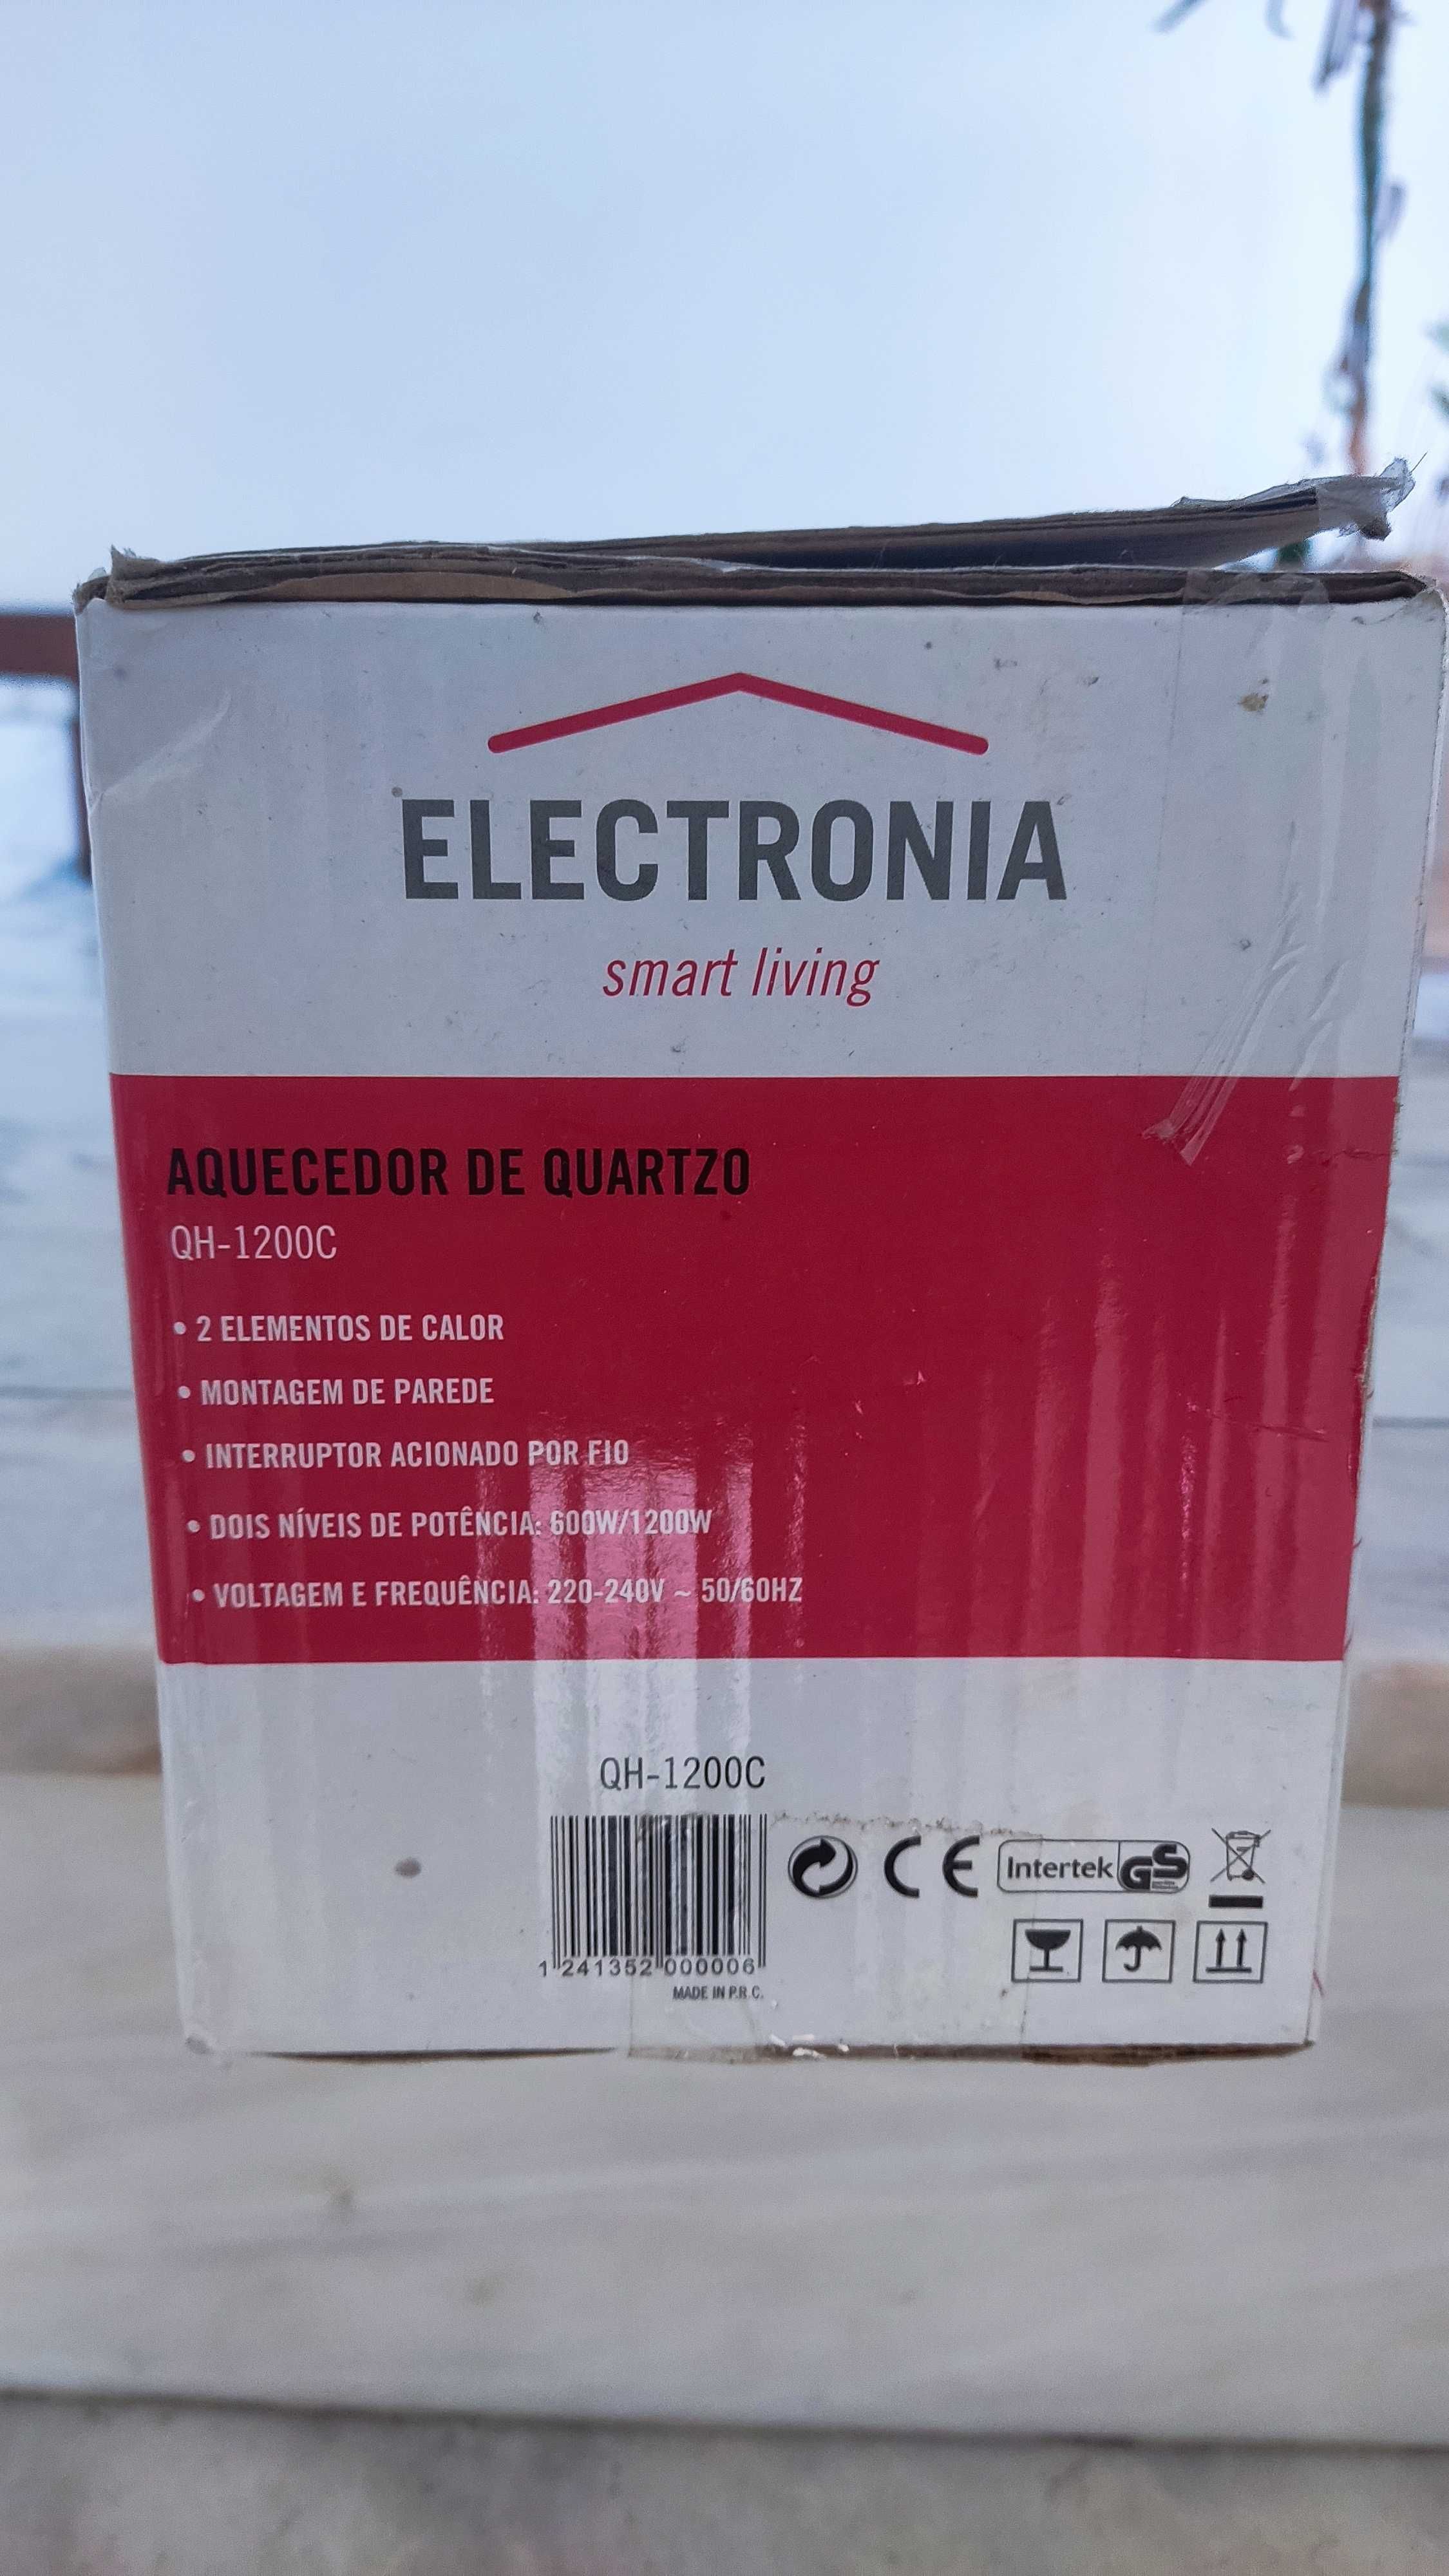 ELECTRONIA
smart living
AQUECEDOR DE QUARTZO
QH-1200C
• 2 ELEMENTOS DE CALOR
• MONTAGEM DE PAREDE
• INTERRUPTOR ACIONADO POR FIO
• DOIS NÍVEIS DE POTÊNCIA: 600W/1200W
• VOLTAGEM E FREQUÊNCIA: 220-240V ~ 50/60HZ
QH-1200C
CE Intertek GS
1 241352 000006
MADE IN P.R.C.